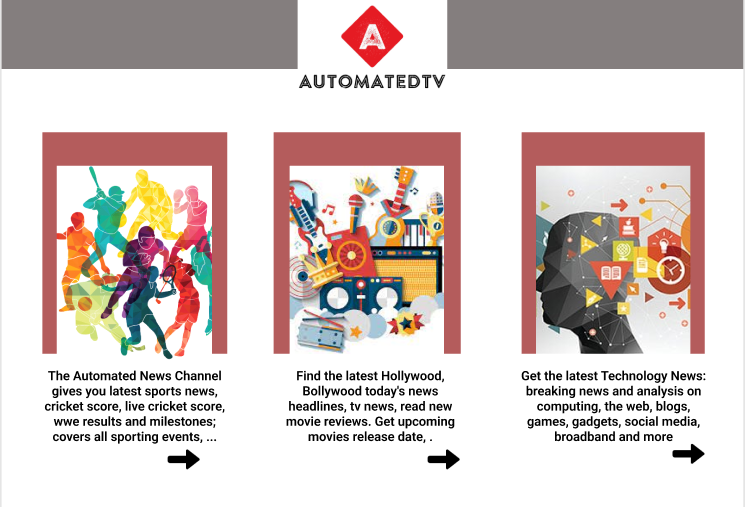 A
AUTOMATEDTV
The Automated News Channel
gives you latest sports news,
cricket score, live cricket score,
wwe results and milestones;
covers all sporting events, ...
Find the latest Hollywood,
Bollywood today's news
headlines, tv news, read new
movie reviews. Get upcoming
movies release date, .
Get the latest Technology News:
breaking news and analysis on
computing, the web, blogs,
games, gadgets, social media,
broadband and more